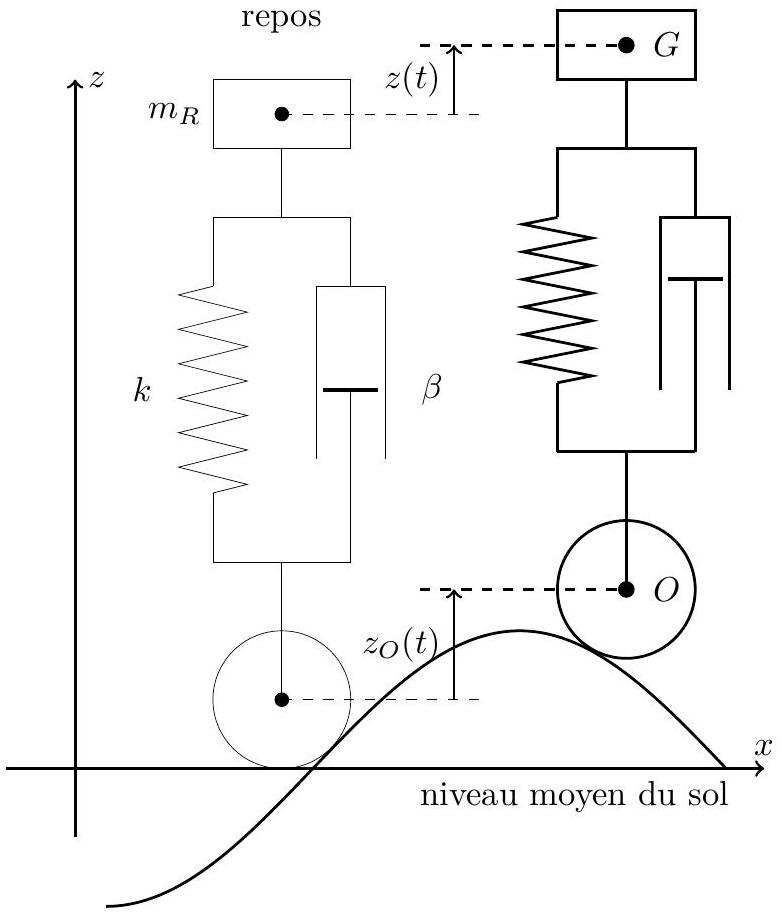 repos
z
z(t)
G
m_R
k
β
z_O(t)
O
x
niveau moyen du sol